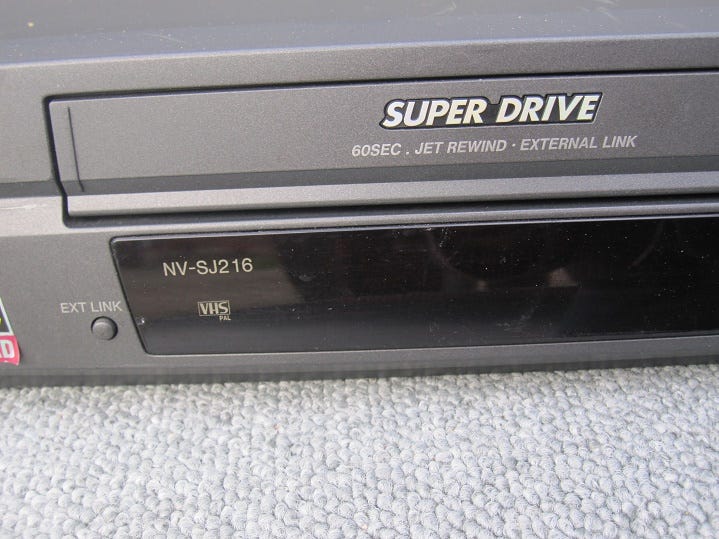 SUPER DRIVE
60SEC . JET REWIND · EXTERNAL LINK
NV-SJ216
EXT LINK
VHS
PAL